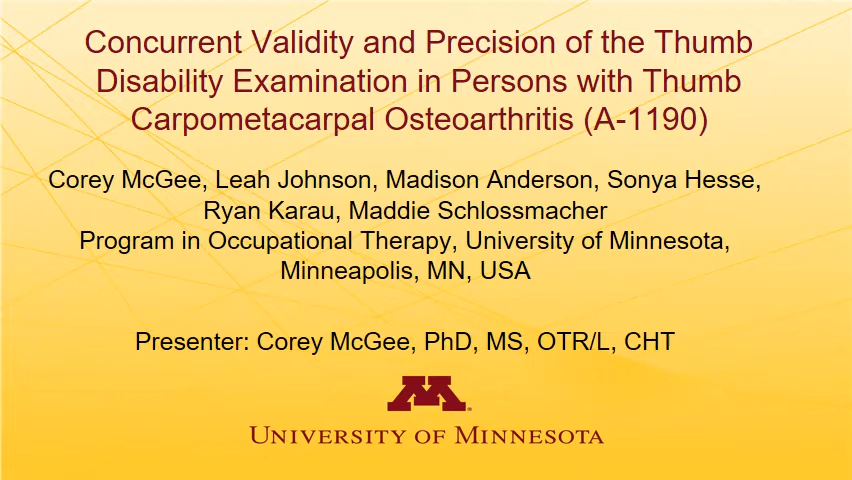 Concurrent Validity and Precision of the Thumb
Disability Examination in Persons with Thumb
Carpometacarpal Osteoarthritis (A-1190)
Corey McGee, Leah Johnson, Madison Anderson, Sonya Hesse,
Ryan Karau, Maddie Schlossmacher
Program in Occupational Therapy, University of Minnesota,
Minneapolis, MN, USA
Presenter: Corey McGee, PhD, MS, OTR/L, CHT
M
UNIVERSITY OF MINNESOTA